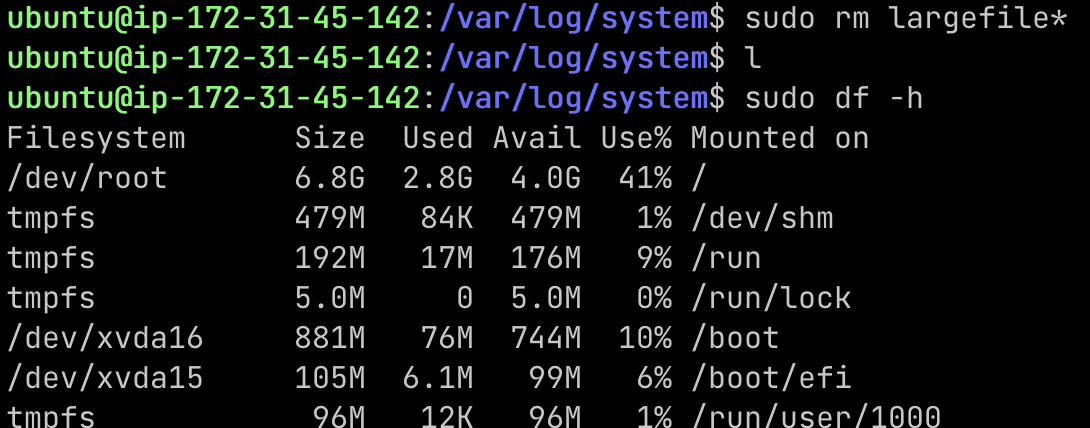 ubuntu@ip-172-31-45-142:/var/log/system$ sudo rm largefile*
ubuntu@ip-172-31-45-142:/var/log/system$ l
ubuntu@ip-172-31-45-142:/var/log/system$ sudo df -h
Filesystem      Size  Used Avail Use% Mounted on
/dev/root       6.8G  2.8G  4.0G  41% /
tmpfs           479M   84K  479M   1% /dev/shm
tmpfs           192M   17M  176M   9% /run
tmpfs           5.0M     0  5.0M   0% /run/lock
/dev/xvda16     881M   76M  744M  10% /boot
/dev/xvda15     105M  6.1M   99M   6% /boot/efi
tmpfs            96M   12K   96M   1% /run/user/1000